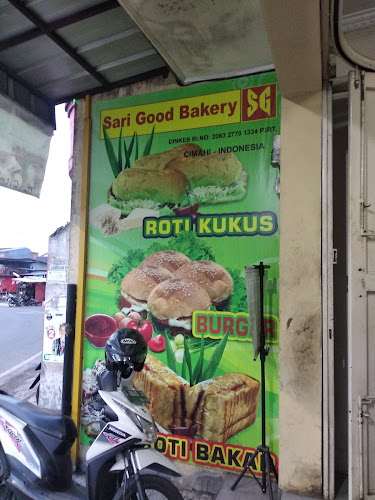 Sari Good Bakery SG
DINKES RI.NO: 2063 2770 1334 P.IRT.
CIMAHI - INDONESIA
ROTI KUKUS
BURGER
ROTI BAKAR